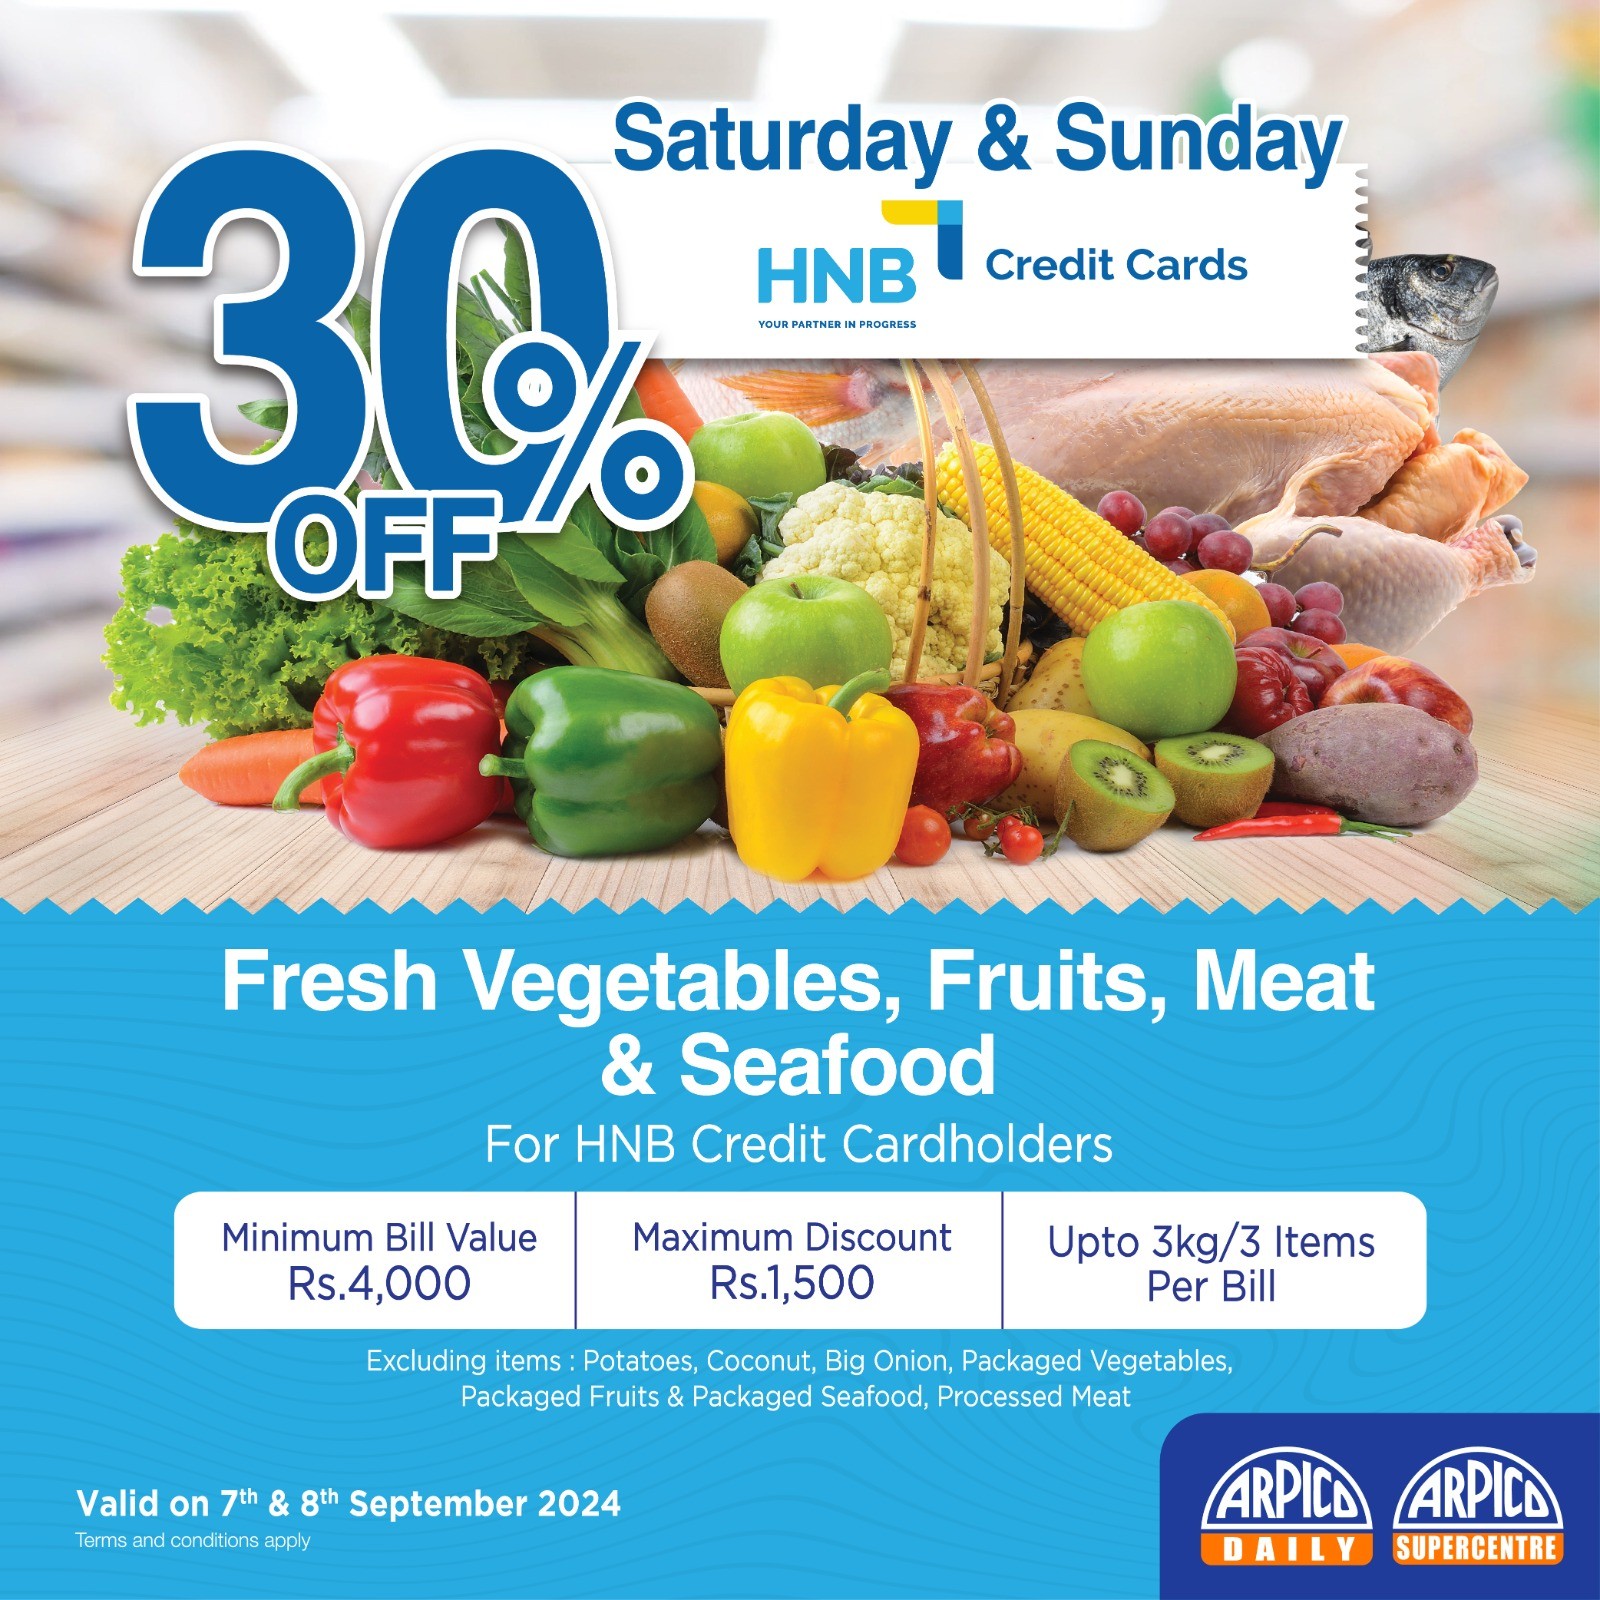 30%
OFF
Saturday & Sunday
HNB Credit Cards
YOUR PARTNER IN PROGRESS
Fresh Vegetables, Fruits, Meat
& Seafood
For HNB Credit Cardholders
Minimum Bill Value
Rs.4,000
Maximum Discount
Rs.1,500
Upto 3kg/3 Items
Per Bill
Excluding items : Potatoes, Coconut, Big Onion, Packaged Vegetables,
Packaged Fruits & Packaged Seafood, Processed Meat
Valid on 7th & 8th September 2024
Terms and conditions apply
ARPICO
DAILY
ARPICO
SUPERCENTRE